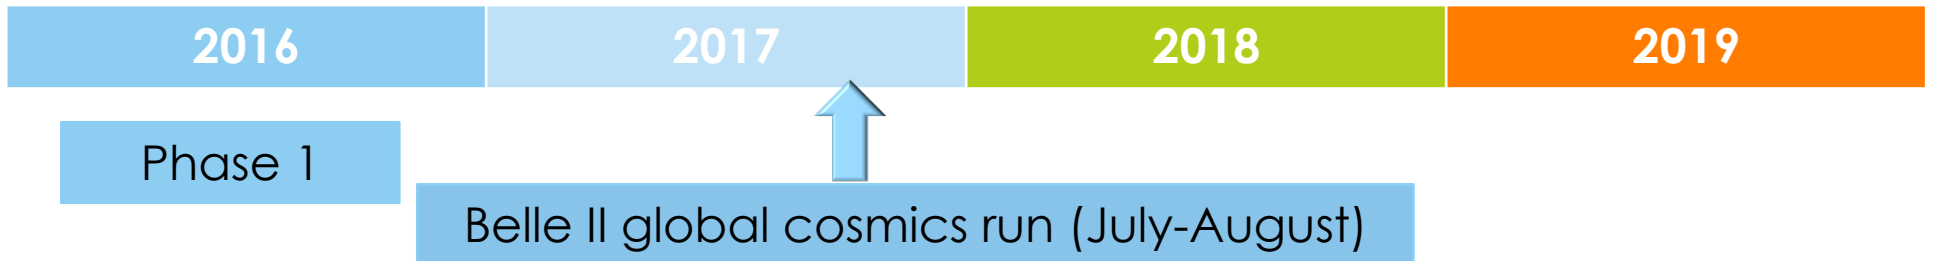 2016 2017 2018 2019
Phase 1
Belle II global cosmics run (July-August)